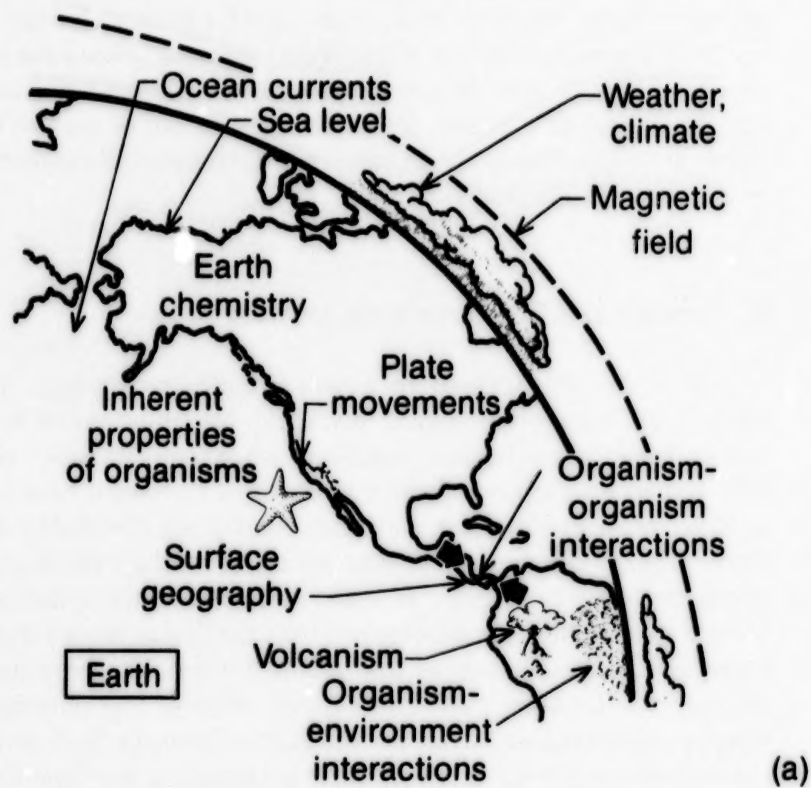 Ocean currents
Sea level
Weather,
climate
Magnetic
field
Earth
chemistry
Plate
movements
Inherent
properties
of organisms
Organism-
organism
interactions
Surface
geography
Volcanism
Earth
Organism-
environment
interactions
(a)